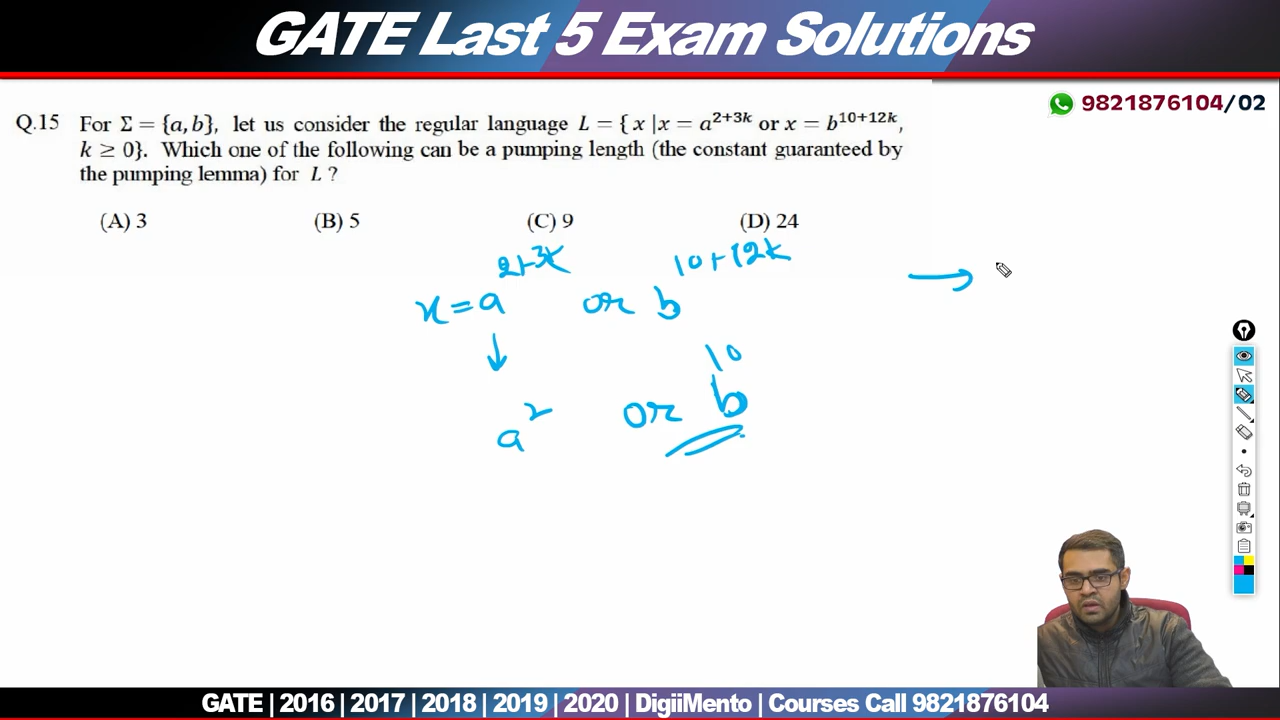 GATE Last 5 Exam Solutions
9821876104/02
Q.15 For Σ = {a, b}, let us consider the regular language L = { x |x = a^{2+3k} or x = b^{10+12k},
k ≥ 0}. Which one of the following can be a pumping length (the constant guaranteed by
the pumping lemma) for L ?
(A) 3 (B) 5 (C) 9 (D) 24
x = a^{2+3k} or b^{10+12k} →
↓
a^2 or b^{10}
GATE | 2016 | 2017 | 2018 | 2019 | 2020 | DigiiMento | Courses Call 9821876104